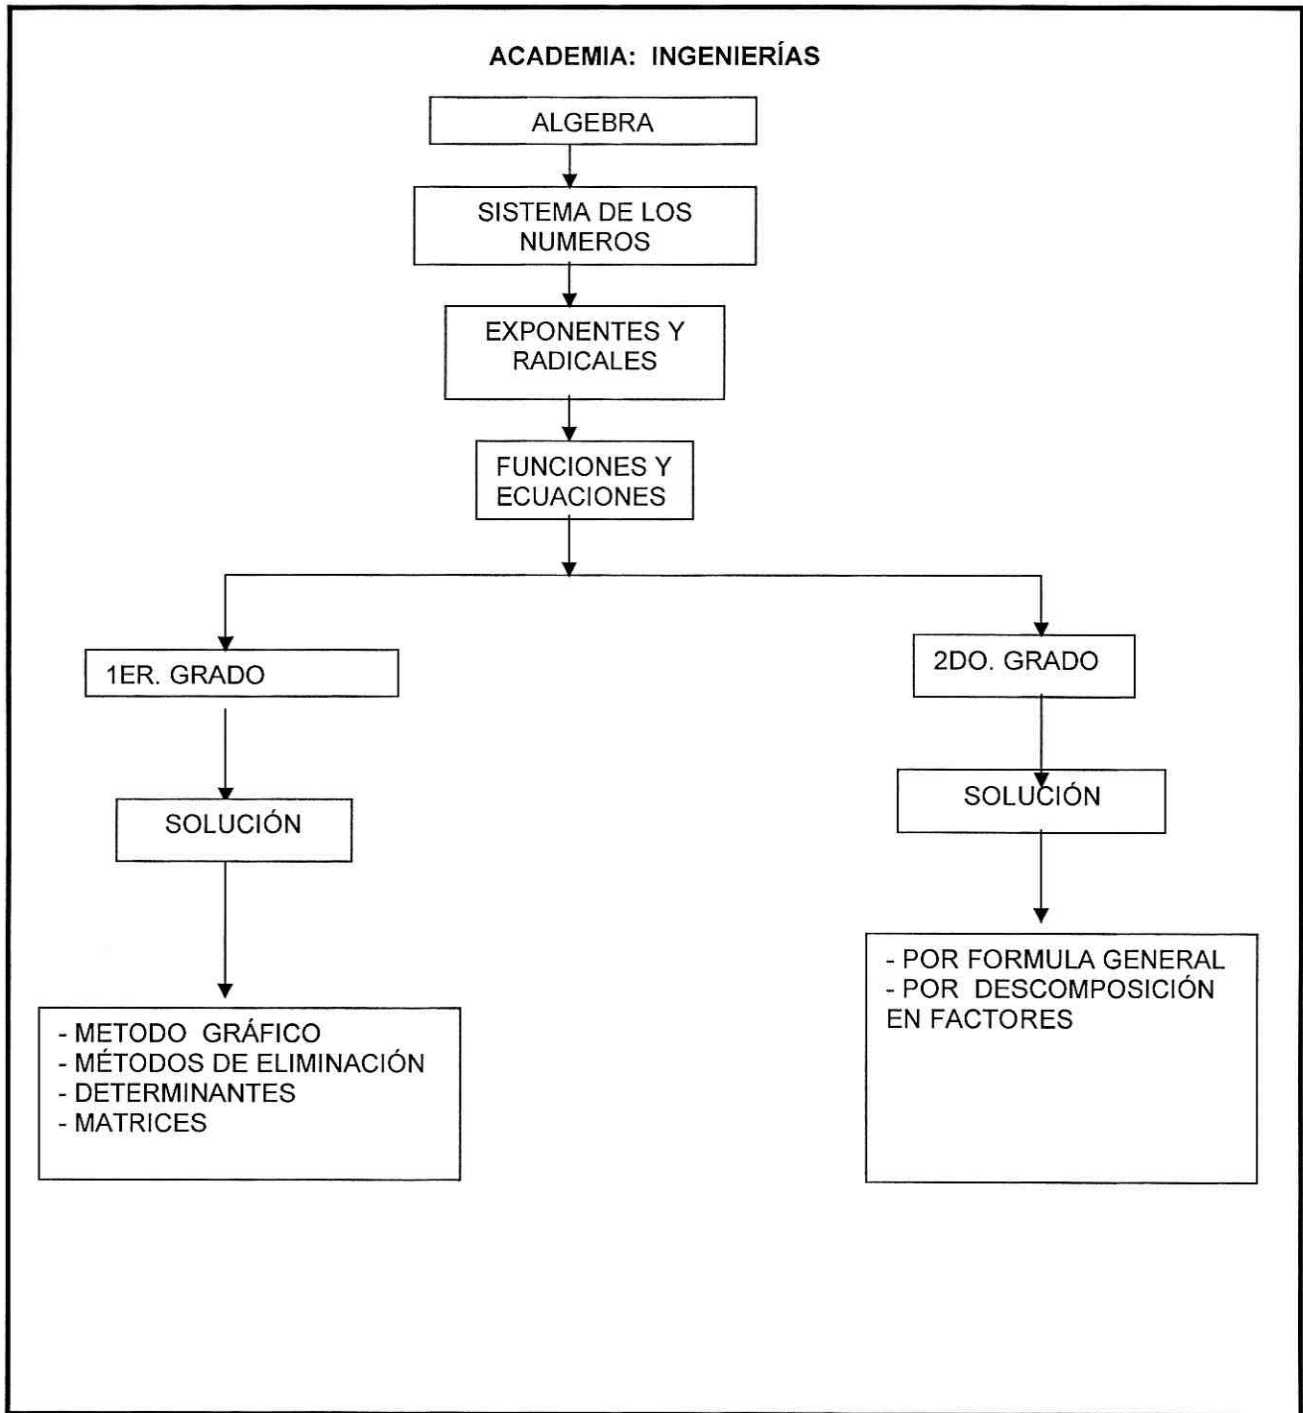 ACADEMIA: INGENIERÍAS
ALGEBRA
SISTEMA DE LOS
NUMEROS
EXPONENTES Y
RADICALES
FUNCIONES Y
ECUACIONES
1ER. GRADO
2DO. GRADO
SOLUCIÓN
SOLUCIÓN
- METODO GRÁFICO
- MÉTODOS DE ELIMINACIÓN
- DETERMINANTES
- MATRICES
- POR FORMULA GENERAL
- POR DESCOMPOSICIÓN
EN FACTORES